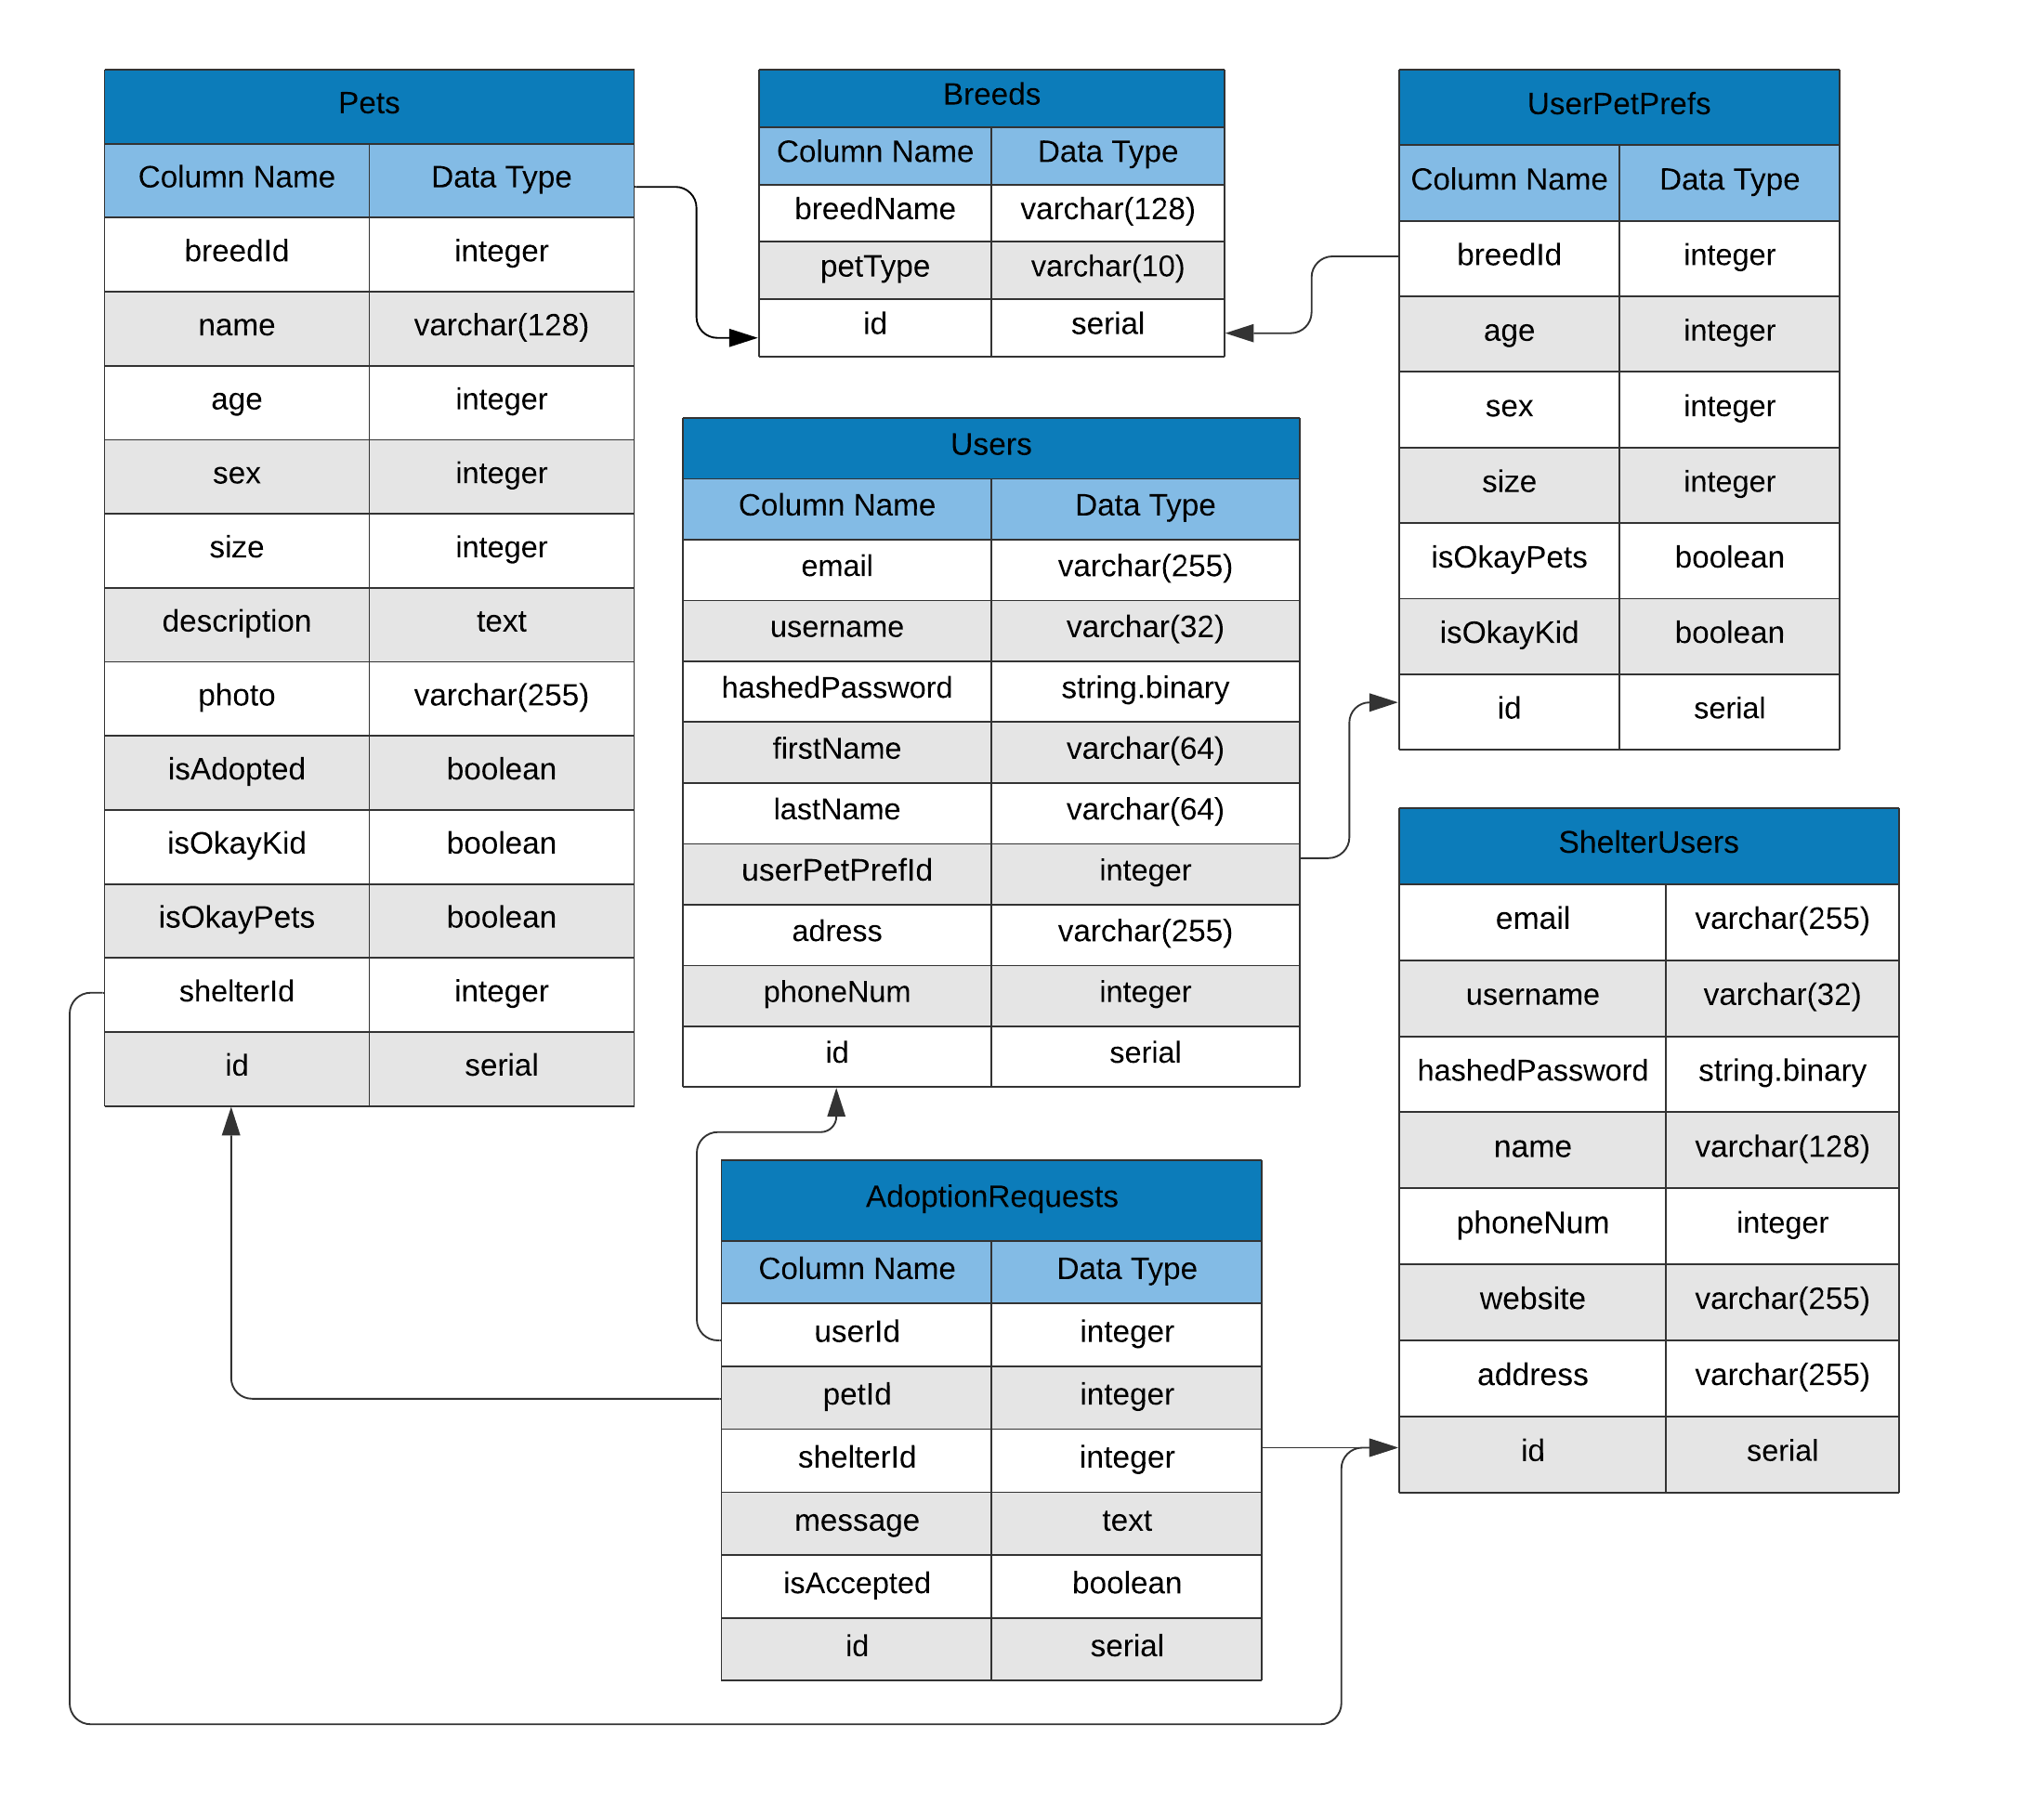 Pets
Column Name Data Type
breedId integer
name varchar(128)
age integer
sex integer
size integer
description text
photo varchar(255)
isAdopted boolean
isOkayKid boolean
isOkayPets boolean
shelterId integer
id serial
Breeds
Column Name Data Type
breedName varchar(128)
petType varchar(10)
id serial
UserPetPrefs
Column Name Data Type
breedId integer
age integer
sex integer
size integer
isOkayPets boolean
isOkayKid boolean
id serial
Users
Column Name Data Type
email varchar(255)
username varchar(32)
hashedPassword string.binary
firstName varchar(64)
lastName varchar(64)
userPetPrefId integer
adress varchar(255)
phoneNum integer
id serial
ShelterUsers
email varchar(255)
username varchar(32)
hashedPassword string.binary
name varchar(128)
phoneNum integer
website varchar(255)
address varchar(255)
id serial
AdoptionRequests
Column Name Data Type
userId integer
petId integer
shelterId integer
message text
isAccepted boolean
id serial